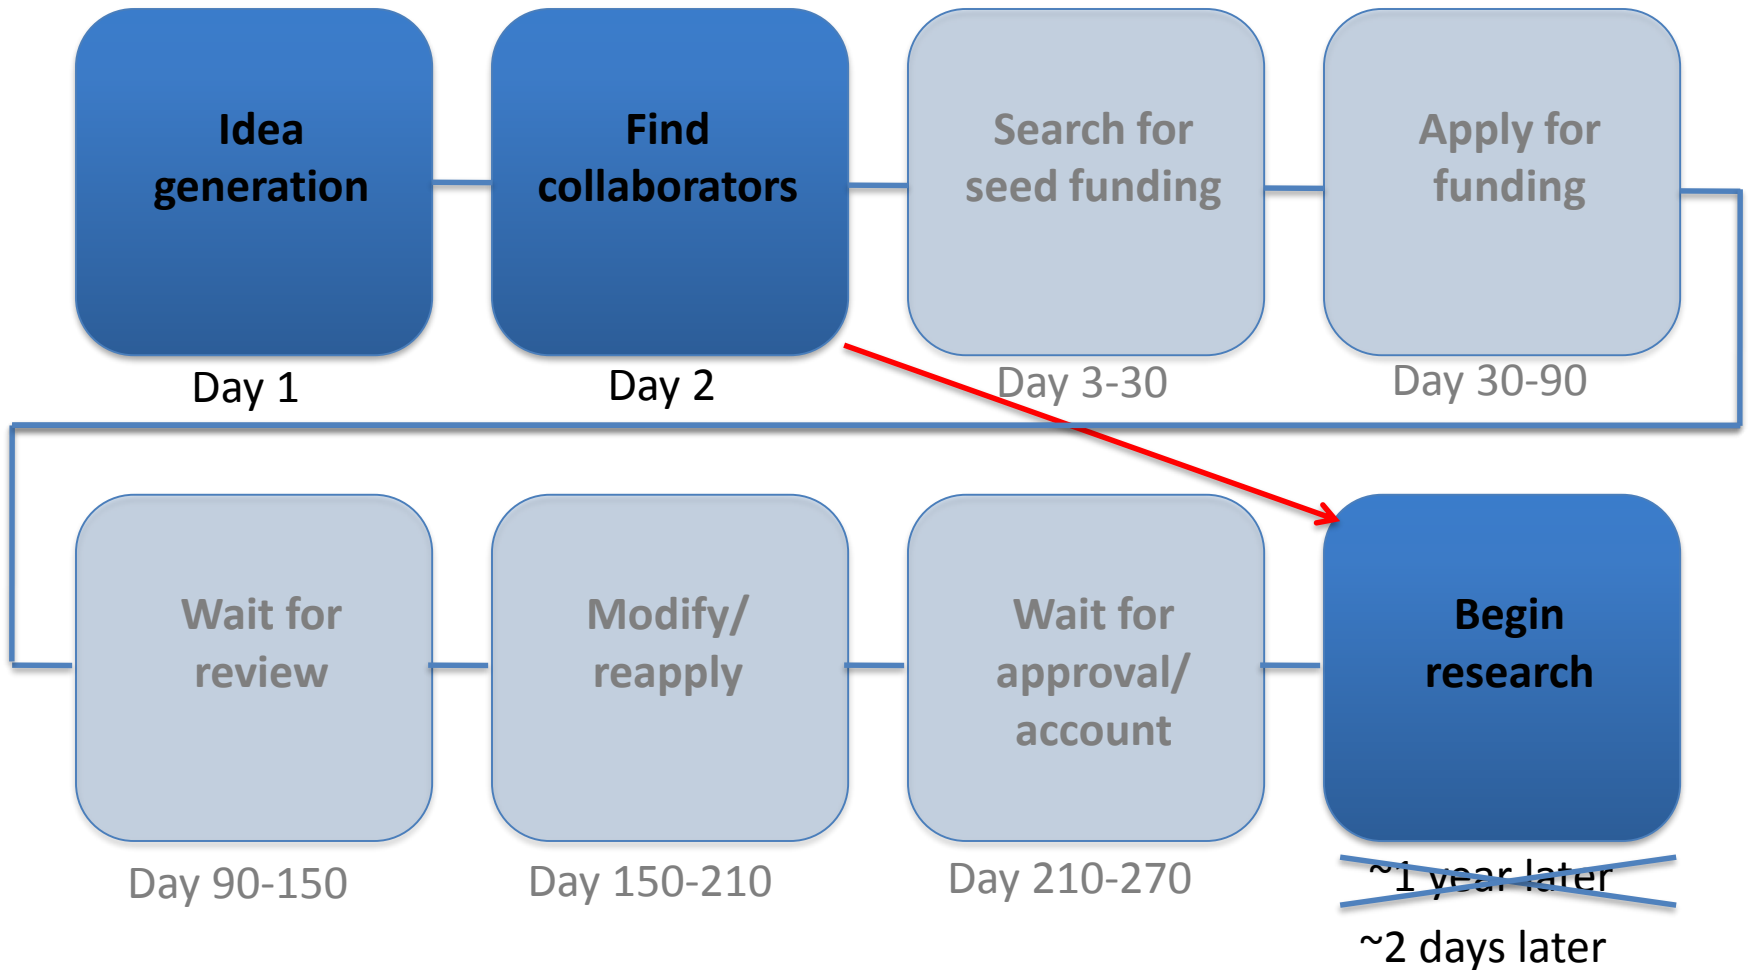 Idea
generation
Find
collaborators
Search for
seed funding
Apply for
funding
Day 1
Day 2
Day 3-30
Day 30-90
Wait for
review
Modify/
reapply
Wait for
approval/
account
Begin
research
Day 90-150
Day 150-210
Day 210-270
~1 year later
~2 days later